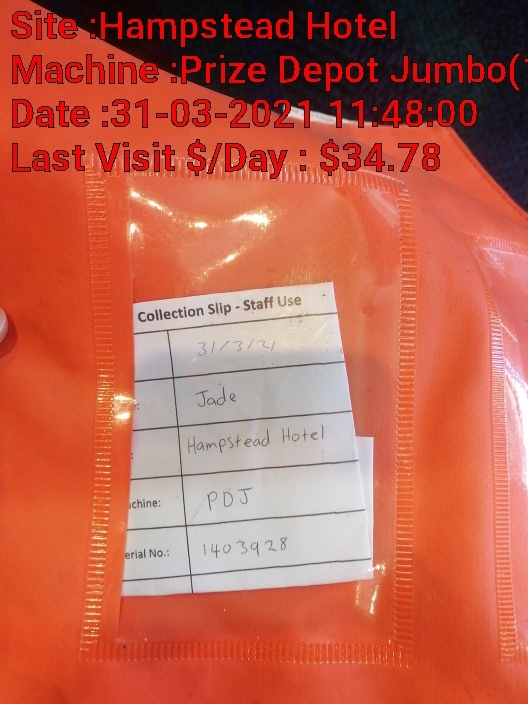 Site :Hampstead Hotel
Machine :Prize Depot Jumbo(
Date :31-03-2021 11:48:00
Last Visit $/Day : $34.78
Collection Slip - Staff Use
31/3/21
: Jade
: Hampstead Hotel
chine: PDJ
erial No.: 1403928